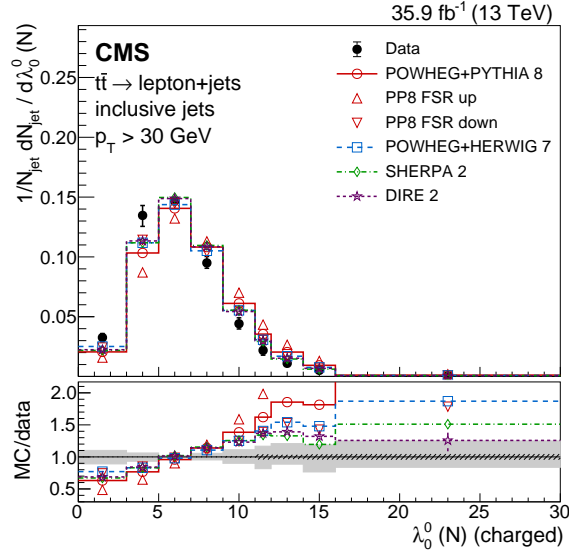 35.9 fb⁻¹ (13 TeV)
1/N_jet dN_jet / dλ₀⁰ (N)
0.25
0.20
0.15
0.10
0.05
CMS
tt̄ → lepton+jets
inclusive jets
p_T > 30 GeV
Data
POWHEG+PYTHIA 8
PP8 FSR up
PP8 FSR down
POWHEG+HERWIG 7
SHERPA 2
DIRE 2
MC/data
2.0
1.5
1.0
0.5
0 5 10 15 20 25 30
λ₀⁰ (N) (charged)